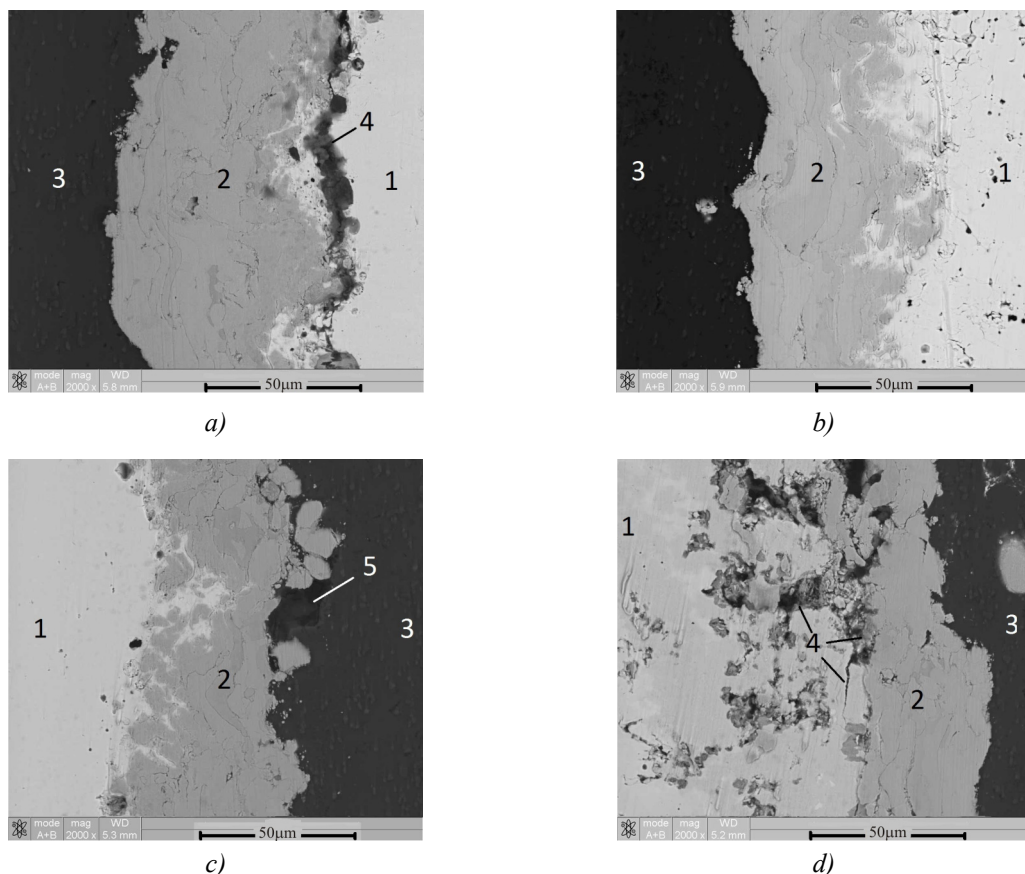 3
2
4
1
mode
A+B
mag
2000 x
WD
5.8 mm
50μm
a)
3
2
1
mode
A+B
mag
2000 x
WD
5.9 mm
50μm
b)
1
2
5
3
mode
A+B
mag
2000 x
WD
5.3 mm
50μm
c)
1
4
2
3
mode
A+B
mag
2000 x
WD
5.2 mm
50μm
d)